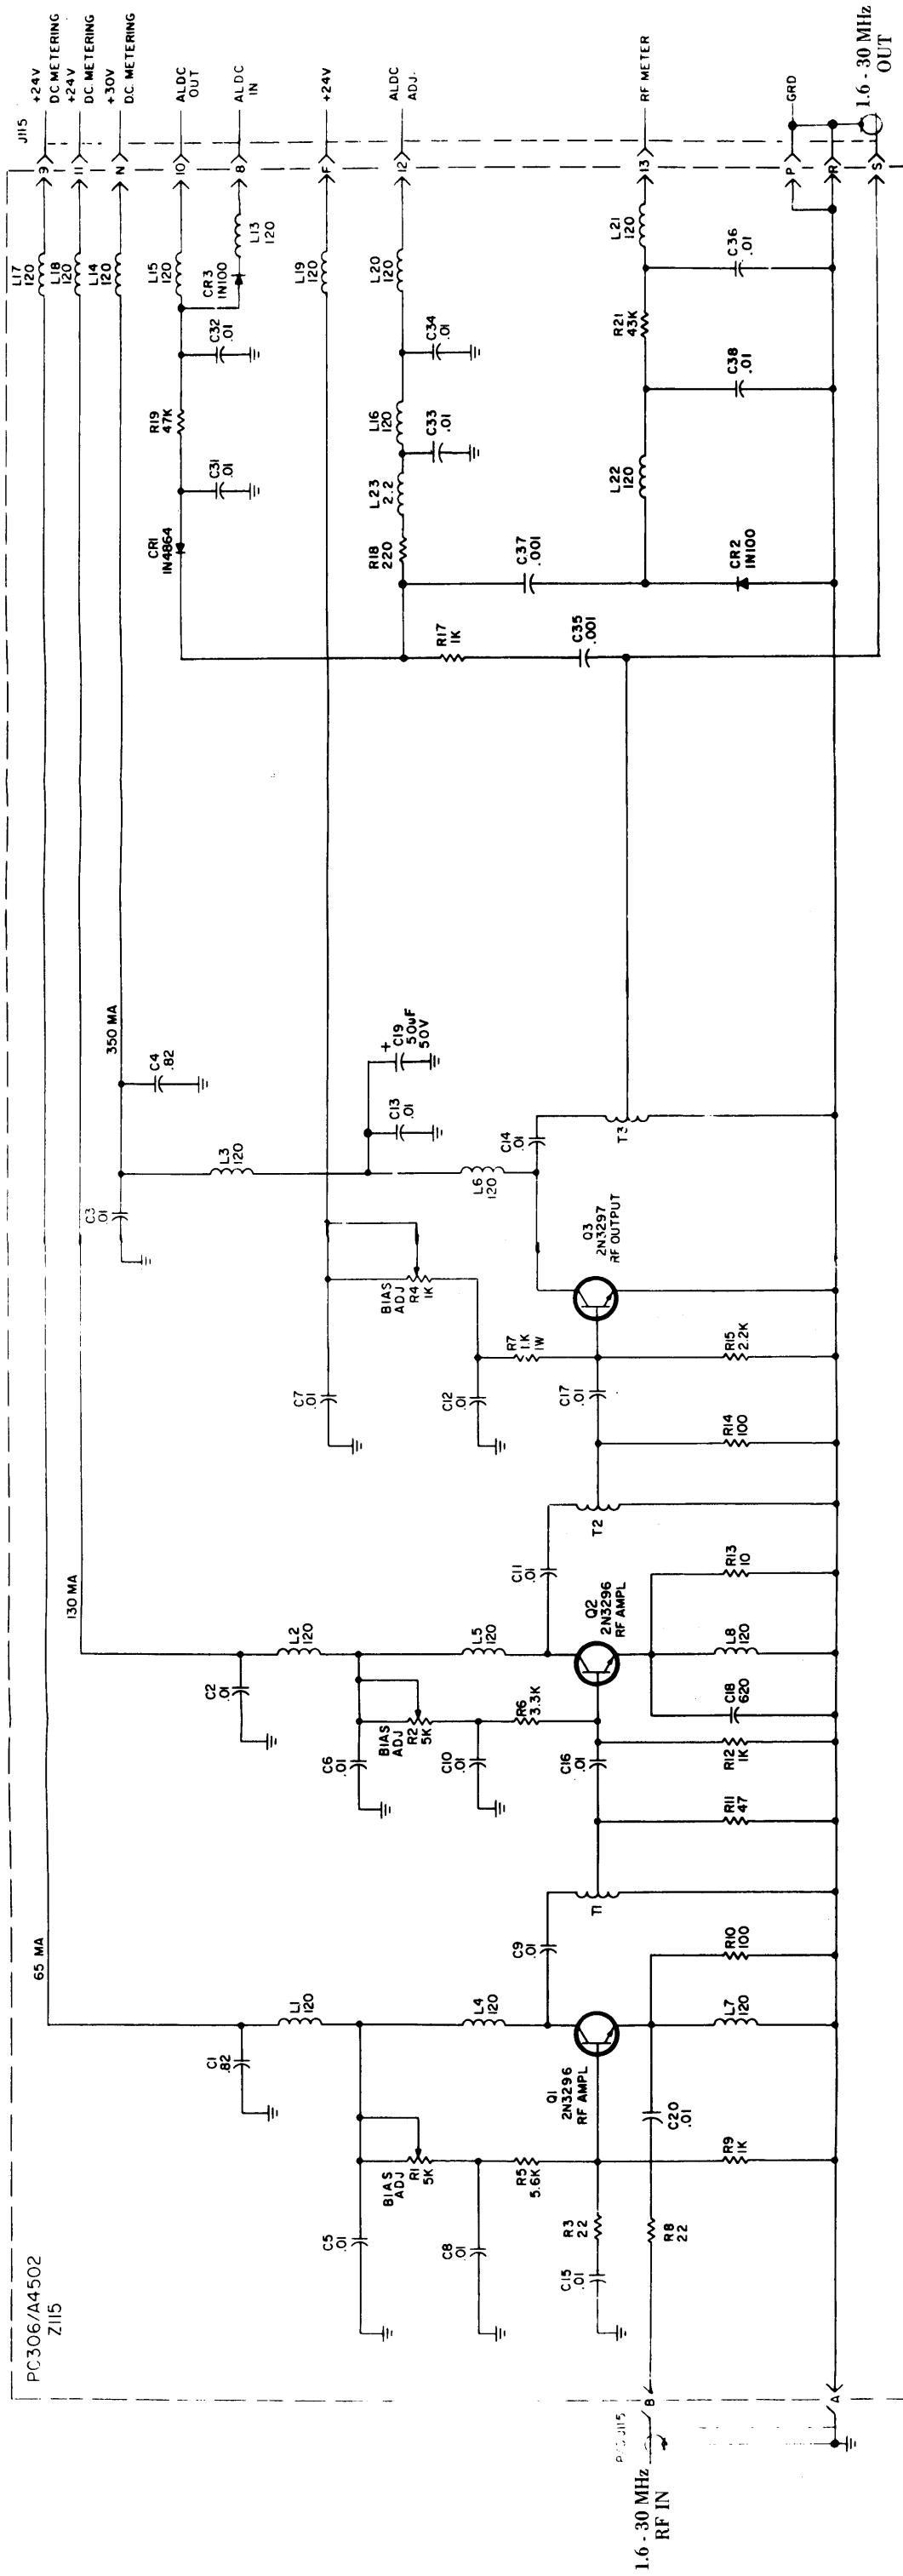 PC306/A4502
Z115
65 MA
130 MA
350 MA
L17
120
L18
120
L14
120
J115
9
+24V
DC METERING
11
+24V
DC METERING
N
+30V
D.C. METERING
10
ALDC
OUT
8
ALDC
IN
F
+24V
12
ALDC
ADJ.
13
RF METER
P
GRD
R
S
1.6 - 30 MHz
OUT
L15
120
CR3
1N100
L13
120
C32
.01
R19
47K
C31
.01
CR1
1N4864
L19
120
L20
120
C34
.01
L16
120
C33
.01
L23
2.2
R18
220
C37
.001
R17
1K
C35
.001
L21
120
C36
.01
R21
43K
C38
.01
L22
120
CR2
1N100
C4
.82
C3
.01
L3
120
+
C19
50uF
50V
C13
.01
L6
120
C14
.01
T3
Q3
2N3297
RF OUTPUT
C7
.01
BIAS
ADJ
R4
1K
C12
.01
R7
1W
C17
.01
R15
2.2K
R14
100
T2
C2
.01
L2
120
C6
.01
BIAS
ADJ
R2
5K
C10
.01
L5
120
R6
3.3K
C11
.01
Q2
2N3296
RF AMPL
C16
.01
R13
10
L8
120
C18
620
R12
1K
R11
47
T1
C1
.82
L1
120
C5
.01
BIAS
ADJ
R1
5K
C8
.01
L4
120
R5
5.6K
C9
.01
Q1
2N3296
RF AMPL
R3
22
C15
.01
C20
.01
R8
22
R9
1K
R10
100
L7
120
B
J115
A
1.6 - 30 MHz
RF IN